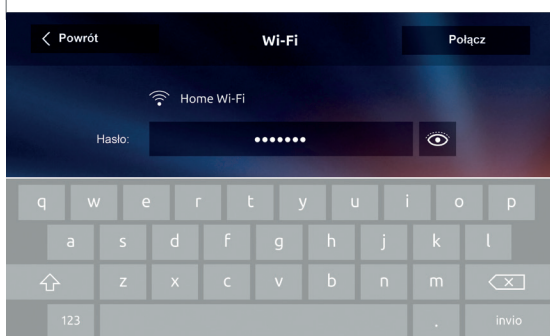 Powrót Wi-Fi Połącz
Home Wi-Fi
Hasło: •••••••
q w e r t y u i o p
a s d f g h j k l
z x c v b n m
123 . invio